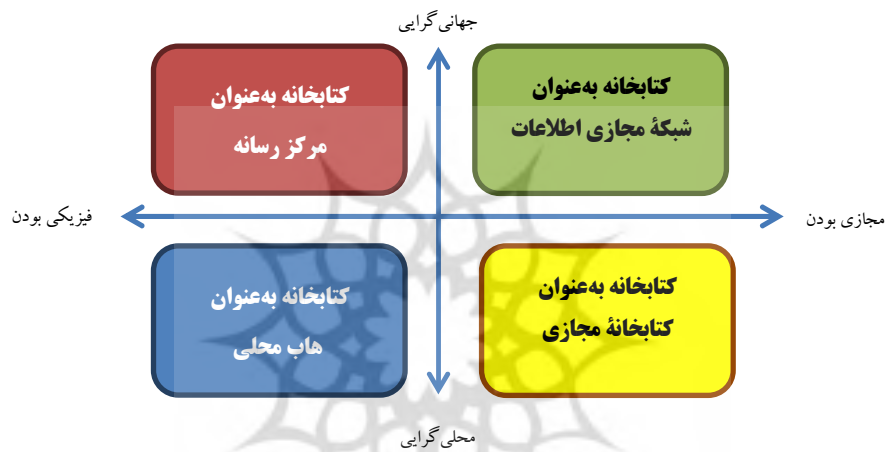 جهانی‌گرایی
کتابخانه به‌عنوان
شبکهٔ مجازی اطلاعات
کتابخانه به‌عنوان
مرکز رسانه
مجازی بودن
فیزیکی بودن
کتابخانه به‌عنوان
کتابخانهٔ مجازی
کتابخانه به‌عنوان
هاب محلی
محلی‌گرایی